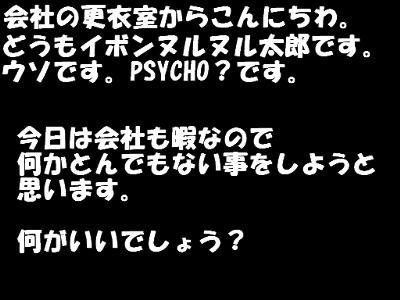 会社の更衣室からこんにちわ。
どうもイボンヌルヌル太郎です。
ウソです。PSYCHO？です。
今日は会社も暇なので
何かとんでもない事をしようと
思います。
何がいいでしょう？